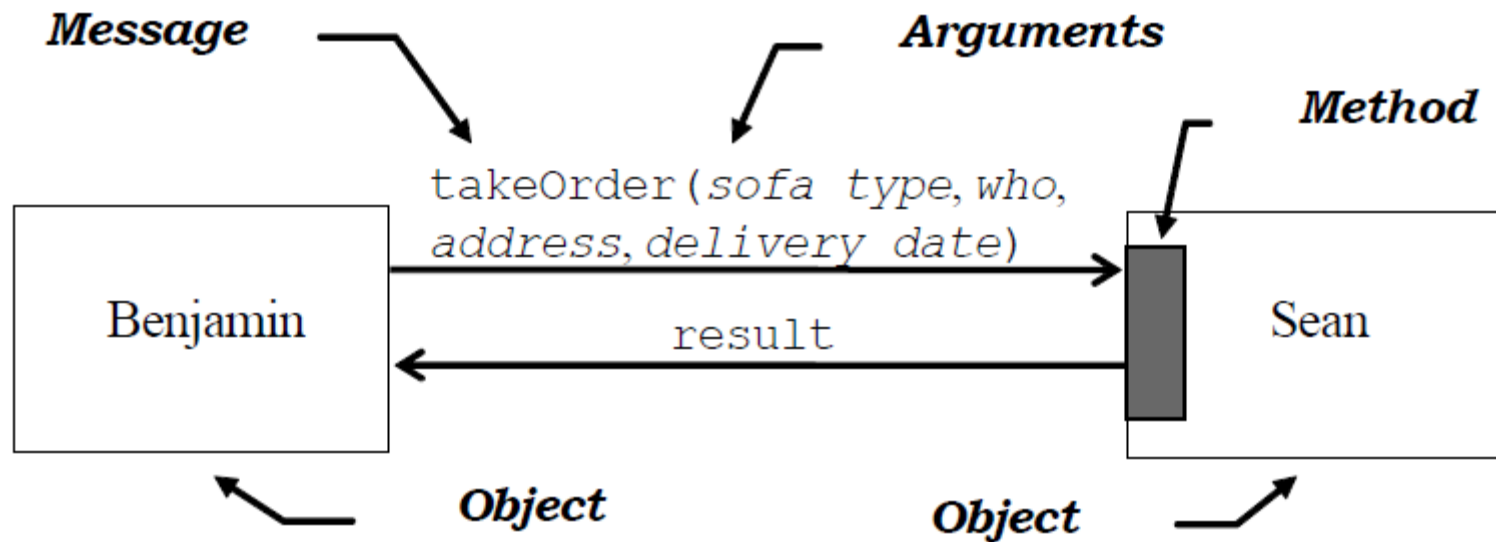 Message
Arguments
Method
takeOrder(sofa type, who,
address, delivery date)
Benjamin
result
Sean
Object
Object